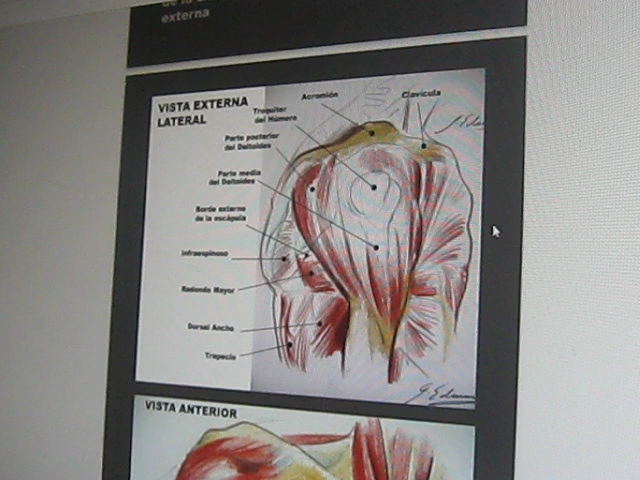 externa
VISTA EXTERNA
LATERAL
Acromión
Clavícula
Troquiter
del Húmero
Parte posterior
del Deltoides
Parte media
del Deltoides
Borde externo
de la escápula
Infraespinoso
Redondo Mayor
Dorsal Ancho
Trapecio
VISTA ANTERIOR